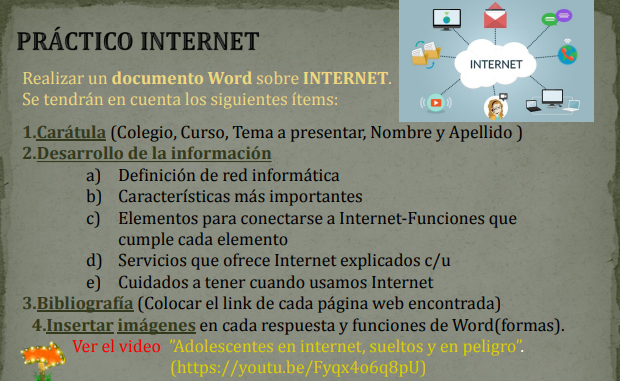 PRÁCTICO INTERNET
INTERNET
Realizar un documento Word sobre INTERNET.
Se tendrán en cuenta los siguientes ítems:
1.Carátula (Colegio, Curso, Tema a presentar, Nombre y Apellido )
2.Desarrollo de la información
a) Definición de red informática
b) Características más importantes
c) Elementos para conectarse a Internet-Funciones que
cumple cada elemento
d) Servicios que ofrece Internet explicados c/u
e) Cuidados a tener cuando usamos Internet
3.Bibliografía (Colocar el link de cada página web encontrada)
4.Insertar imágenes en cada respuesta y funciones de Word(formas).
Ver el video "Adolescentes en internet, sueltos y en peligro".
(https://youtu.be/Fyqx4o6q8pU)